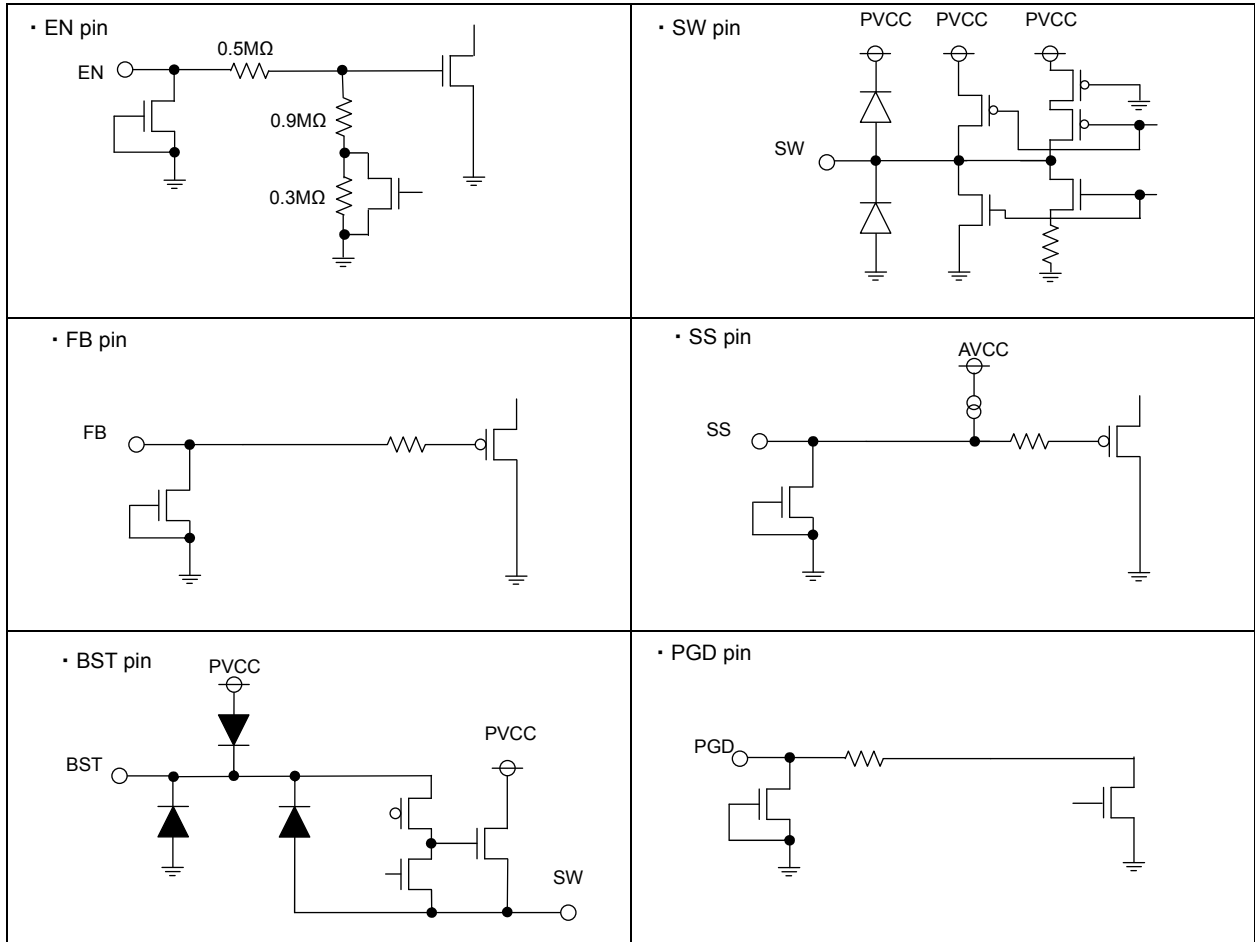 ・EN pin
0.5MΩ
EN
0.9MΩ
0.3MΩ
・SW pin
PVCC PVCC PVCC
SW
・FB pin
FB
・SS pin
AVCC
SS
・BST pin
PVCC
PVCC
BST
SW
・PGD pin
PGD